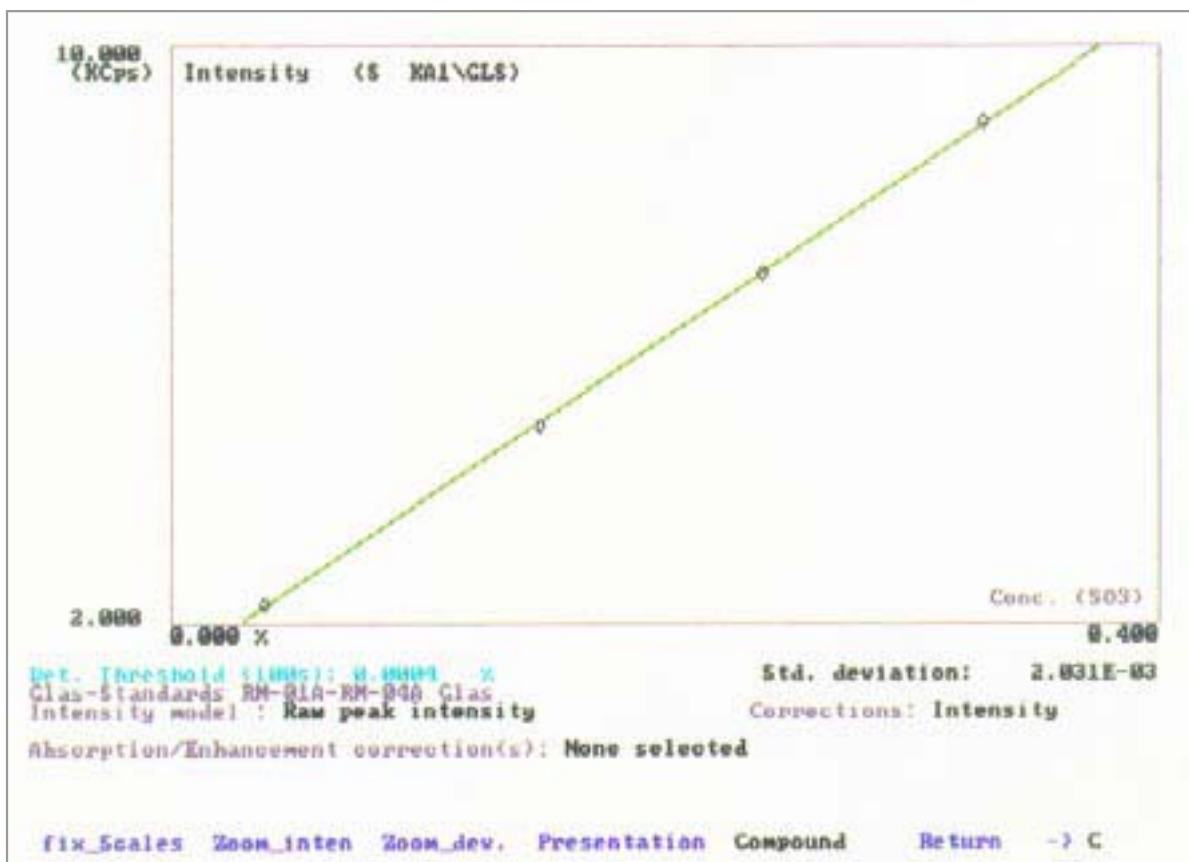 10.000
(KCps) Intensity (S KA1\GLS)
2.000
Conc. (SO3)
0.000 % 0.400
Det. Threshold (100s): 0.0009 % Std. deviation: 2.031E-03
Glas-Standards RM-01A-RM-04A Glas
Intensity model : Raw peak intensity Corrections: Intensity
Absorption/Enhancement correction(s): None selected
fix_Scales Zoom_inten Zoom_dev. Presentation Compound Return -> C